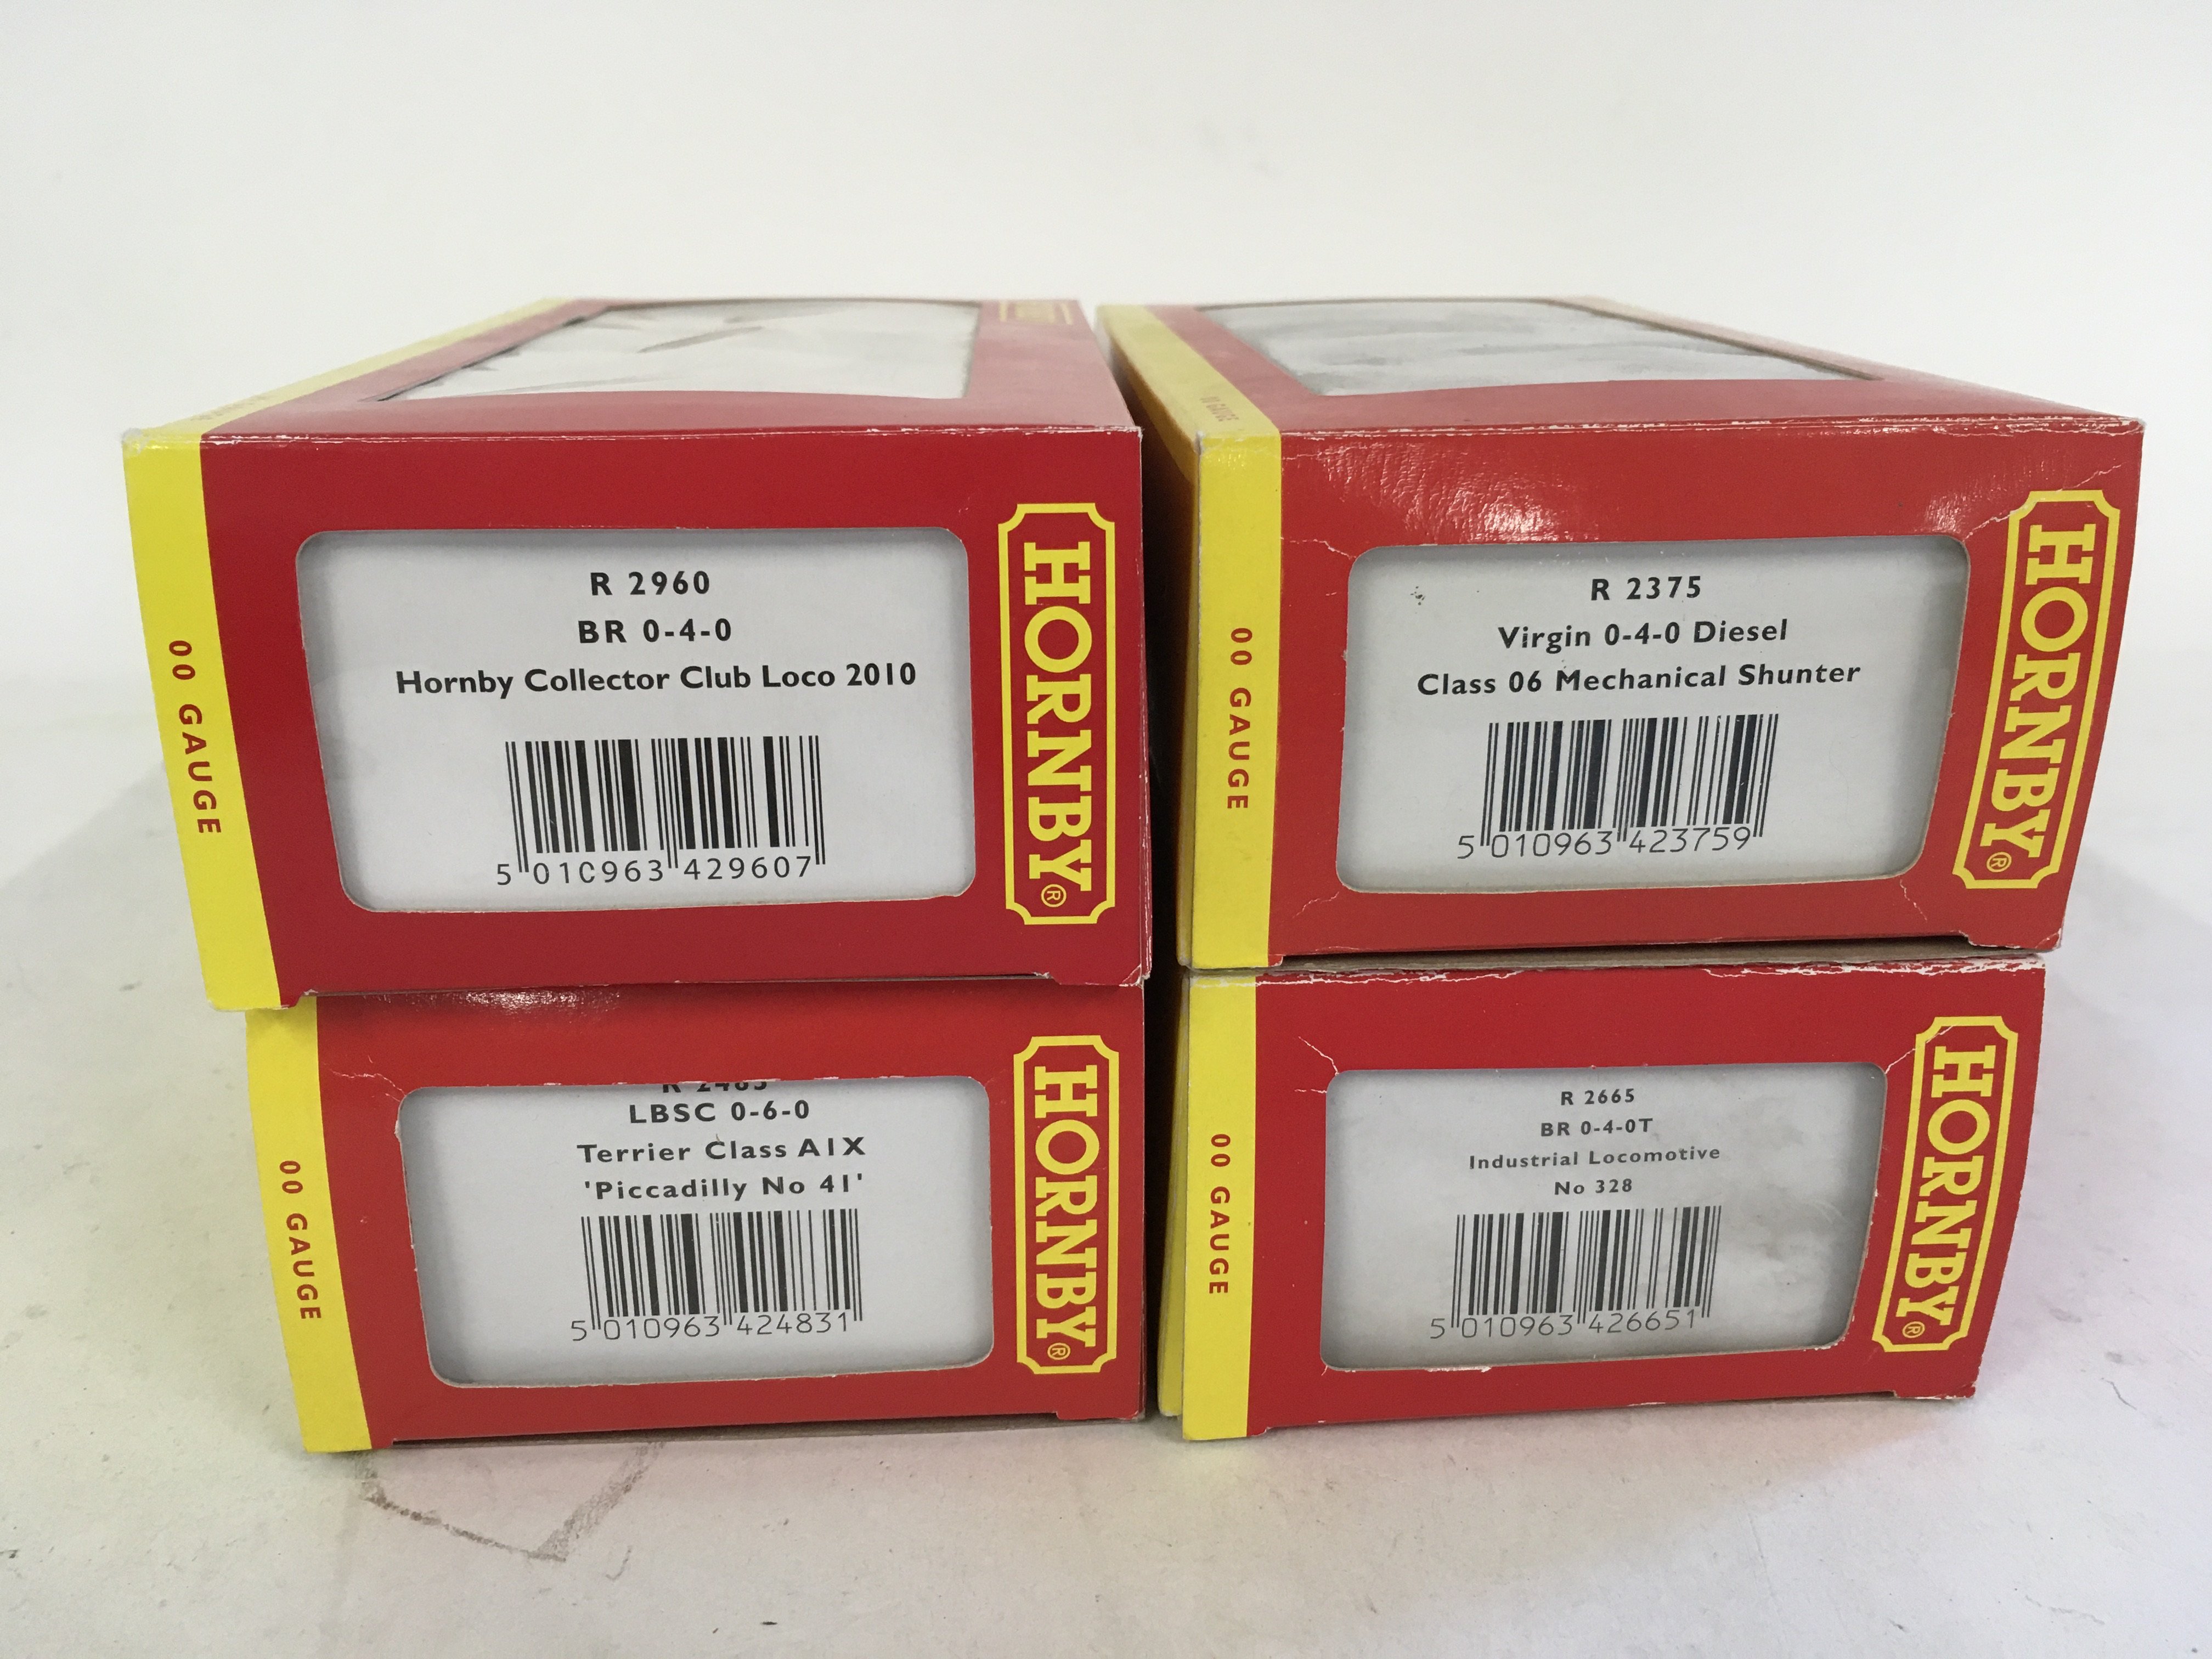 R 2960
BR 0-4-0
Hornby Collector Club Loco 2010
5 010963 429607
00 GAUGE
HORNBY®
R 2375
Virgin 0-4-0 Diesel
Class 06 Mechanical Shunter
5 010963 423759
00 GAUGE
00 GAUGE
HORNBY®
LBSC 0-6-0
Terrier Class A1X
'Piccadilly No 41'
5 010963 424831
00 GAUGE
HORNBY®
R 2665
BR 0-4-0T
Industrial Locomotive
No 328
5 010963 426651
00 GAUGE
HORNBY®